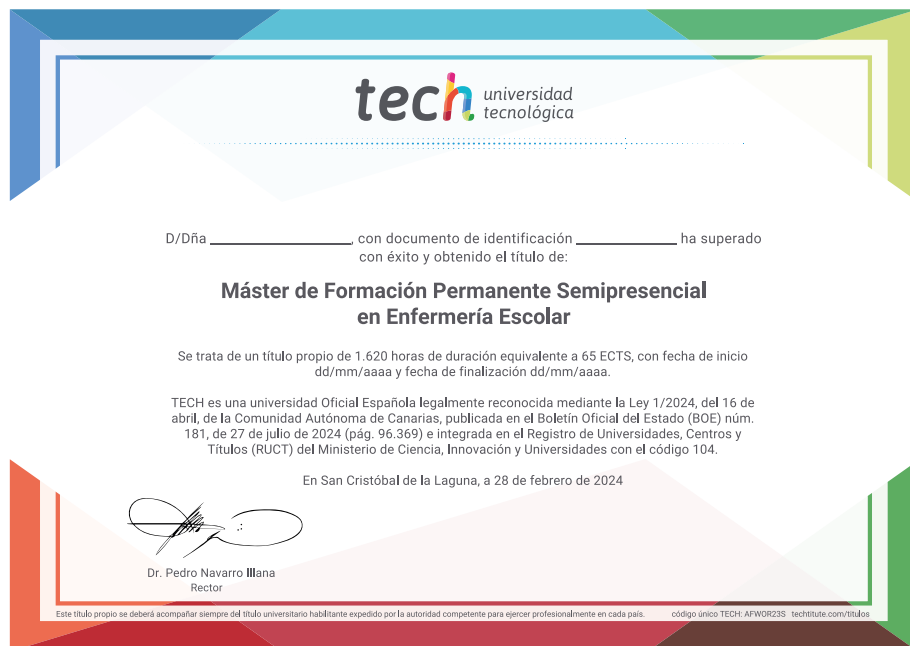 tech universidad
tecnológica
D/Dña ________________, con documento de identificación ____________ ha superado
con éxito y obtenido el título de:
Máster de Formación Permanente Semipresencial
en Enfermería Escolar
Se trata de un título propio de 1.620 horas de duración equivalente a 65 ECTS, con fecha de inicio
dd/mm/aaaa y fecha de finalización dd/mm/aaaa.
TECH es una universidad Oficial Española legalmente reconocida mediante la Ley 1/2024, del 16 de
abril, de la Comunidad Autónoma de Canarias, publicada en el Boletín Oficial del Estado (BOE) núm.
181, de 27 de julio de 2024 (pág. 96.369) e integrada en el Registro de Universidades, Centros y
Títulos (RUCT) del Ministerio de Ciencia, Innovación y Universidades con el código 104.
En San Cristóbal de la Laguna, a 28 de febrero de 2024
Dr. Pedro Navarro Illana
Rector
Este título propio se deberá acompañar siempre del título universitario habilitante expedido por la autoridad competente para ejercer profesionalmente en cada país. código único TECH: AFWOR23S techtitute.com/titulos